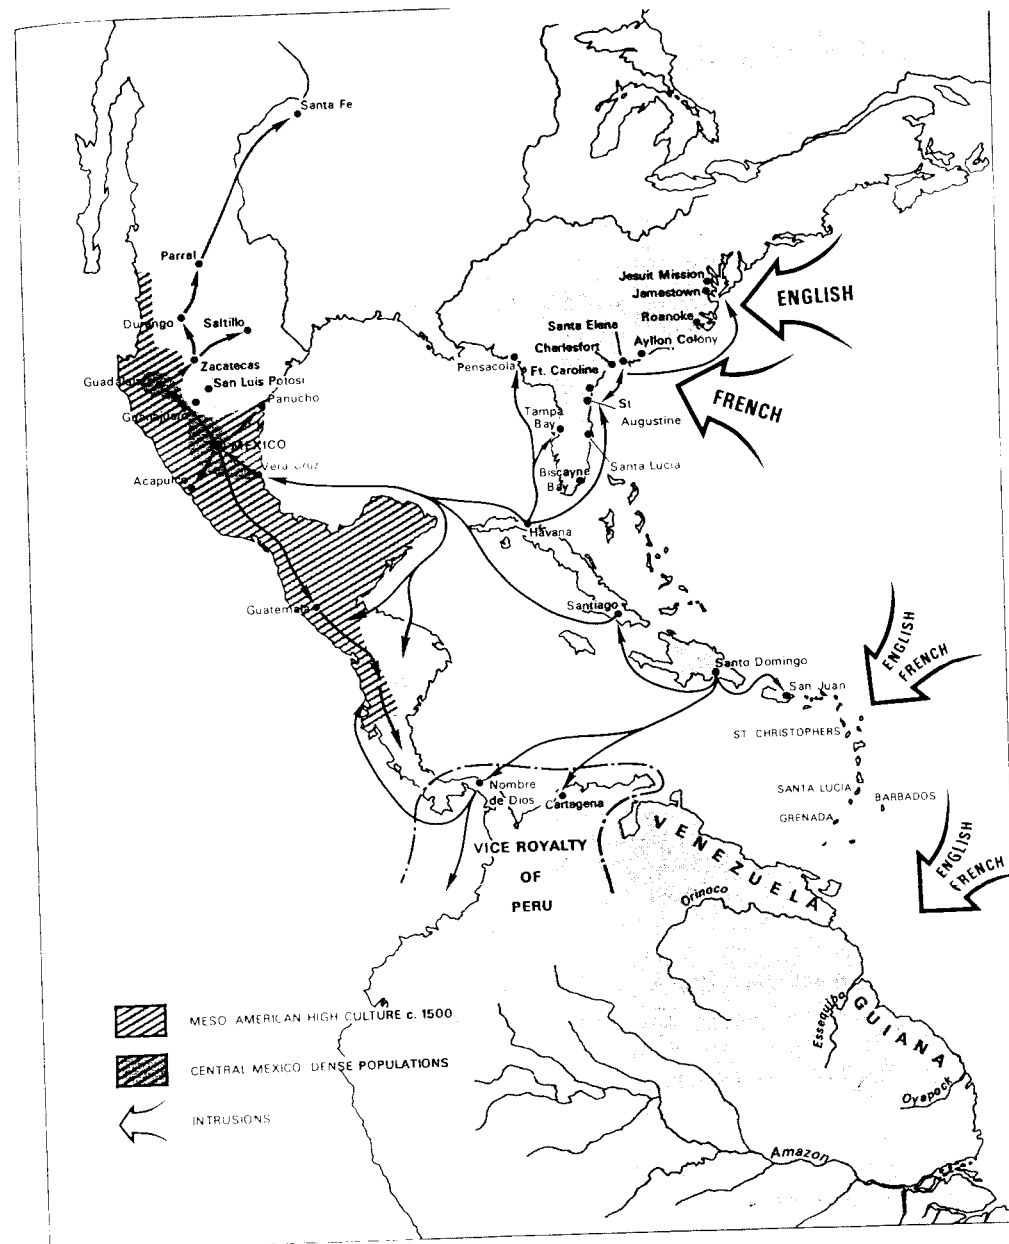 Santa Fe
Parral
Durango
Saltillo
Zacatecas
San Luis Potosi
Panucho
MEXICO
Acapulco
Guatemala
Jesuit Mission
Jamestown
Roanoke
Santa Elena
Charlesfort
Ayllon Colony
Pensacola
Ft. Caroline
St
Augustine
Tampa
Bay
Santa Lucia
Biscayne
Bay
Havana
Santiago
Santo Domingo
San Juan
ENGLISH
FRENCH
ENGLISH
FRENCH
ST CHRISTOPHERS
SANTA LUCIA
BARBADOS
GRENADA
ENGLISH
FRENCH
Nombre
de Dios
Cartagena
VENEZUELA
VICE ROYALTY
OF
PERU
Orinoco
Essequibo
GUIANA
Oyapock
Amazon
MESO AMERICAN HIGH CULTURE c. 1500
CENTRAL MEXICO DENSE POPULATIONS
INTRUSIONS